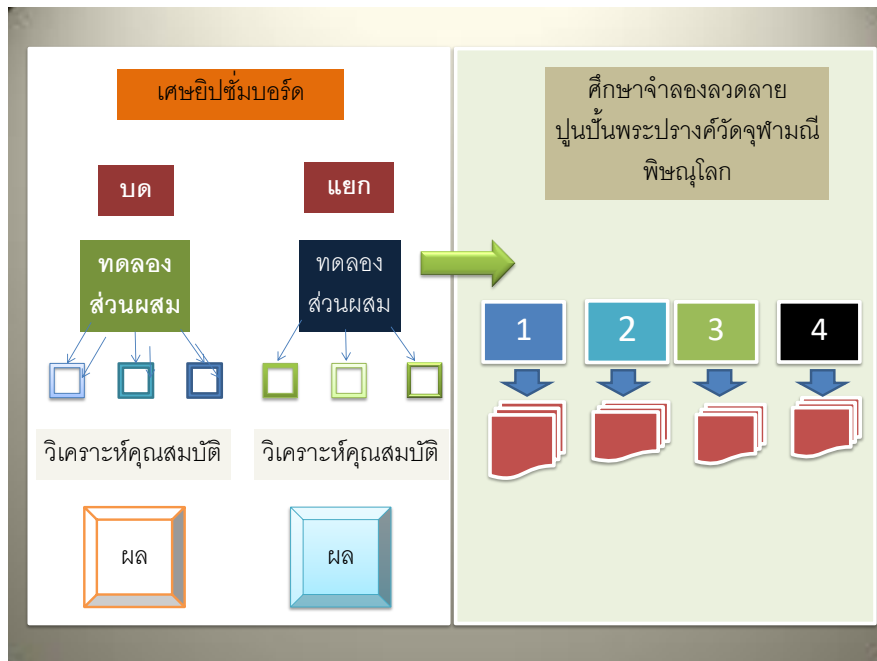 เศษยิปซั่มบอร์ด
บด
แยก
ทดลอง
ส่วนผสม
ทดลอง
ส่วนผสม
วิเคราะห์คุณสมบัติ
วิเคราะห์คุณสมบัติ
ผล
ผล
ศึกษาจำลองลวดลาย
ปูนปั้นพระปรางค์วัดจุฬามณี
พิษณุโลก
1
2
3
4